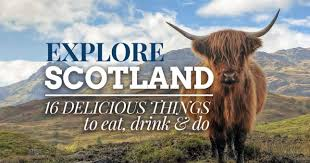 EXPLORE
SCOTLAND
16 DELICIOUS THINGS
to eat, drink & do